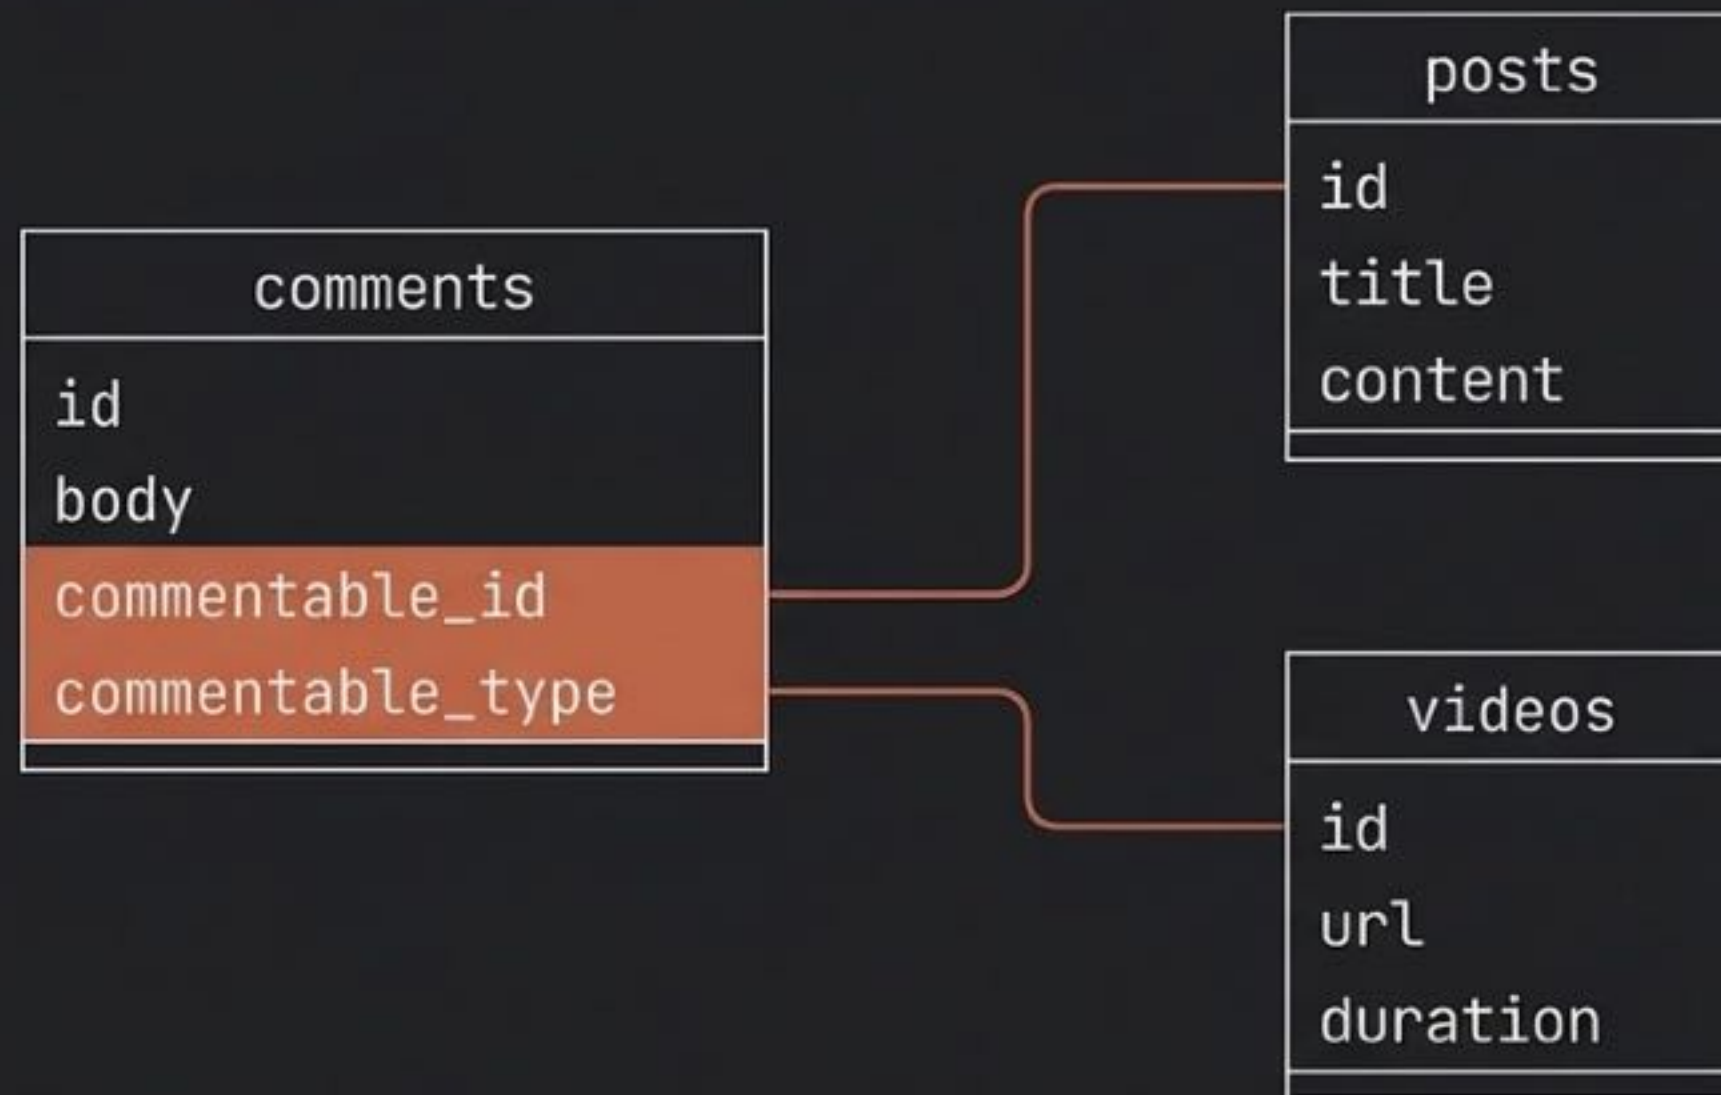 comments
id
body
commentable_id
commentable_type
posts
id
title
content
videos
id
url
duration